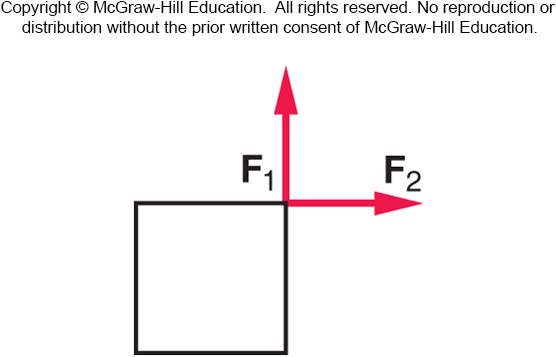 Copyright © McGraw-Hill Education.  All rights reserved. No reproduction or
distribution without the prior written consent of McGraw-Hill Education.
F₁
F₂